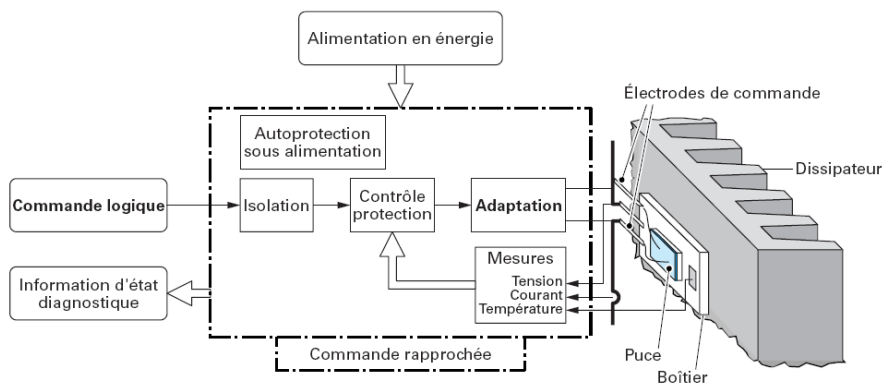 Alimentation en énergie
Électrodes de commande
Autoprotection
sous alimentation
Dissipateur
Commande logique
Isolation
Contrôle
protection
Adaptation
Mesures
Tension
Courant
Température
Information d'état
diagnostique
Commande rapprochée
Puce
Boîtier